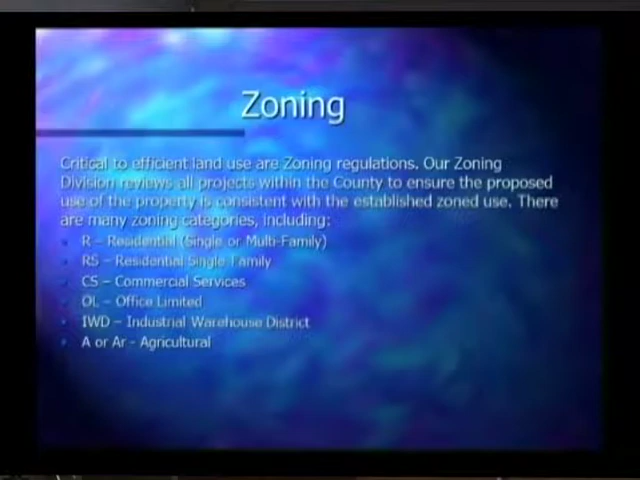 Zoning
Critical to efficient land use are Zoning regulations. Our Zoning
Division reviews all projects within the County to ensure the proposed
use of the property is consistent with the established zoned use. There
are many zoning categories, including:
R – Residential (Single or Multi-Family)
RS – Residential Single Family
CS – Commercial Services
OL – Office Limited
IWD – Industrial Warehouse District
A or Ar - Agricultural